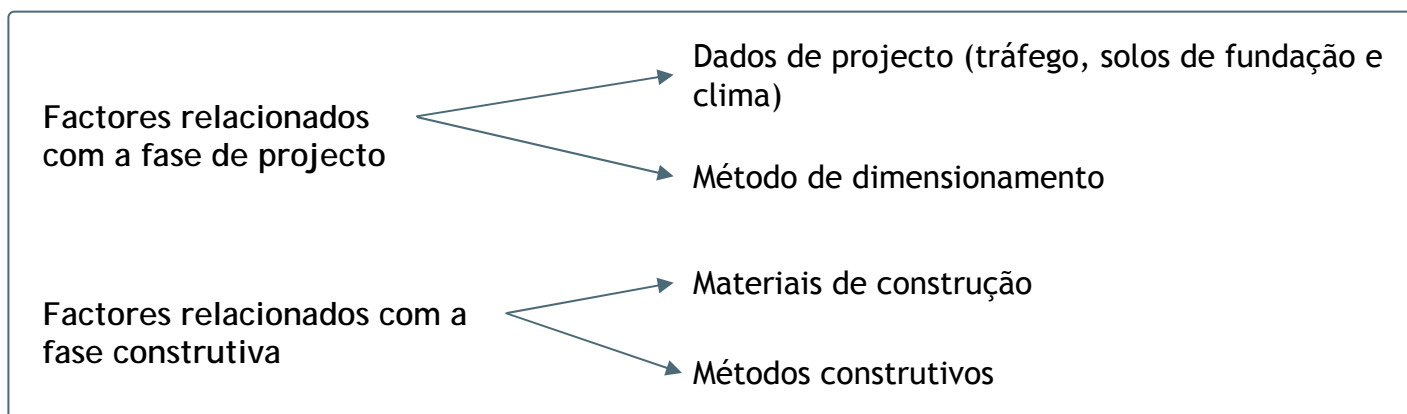 Dados de projecto (tráfego, solos de fundação e
clima)
Factores relacionados
com a fase de projecto
Método de dimensionamento
Materiais de construção
Factores relacionados com a
fase construtiva
Métodos construtivos